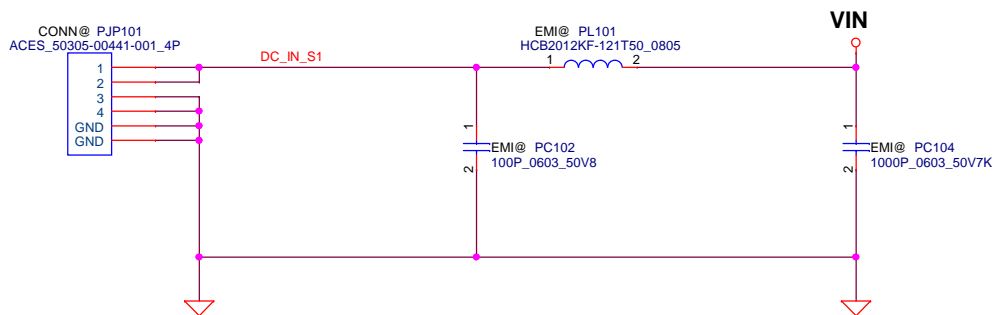 VIN
CONN@ PJP101
ACES_50305-00441-001_4P
EMI@ PL101
HCB2012KF-121T50_0805
DC_IN_S1
1
2
1
2
3
4
GND
GND
1
EMI@ PC102
100P_0603_50V8
2
1
EMI@ PC104
1000P_0603_50V7K
2